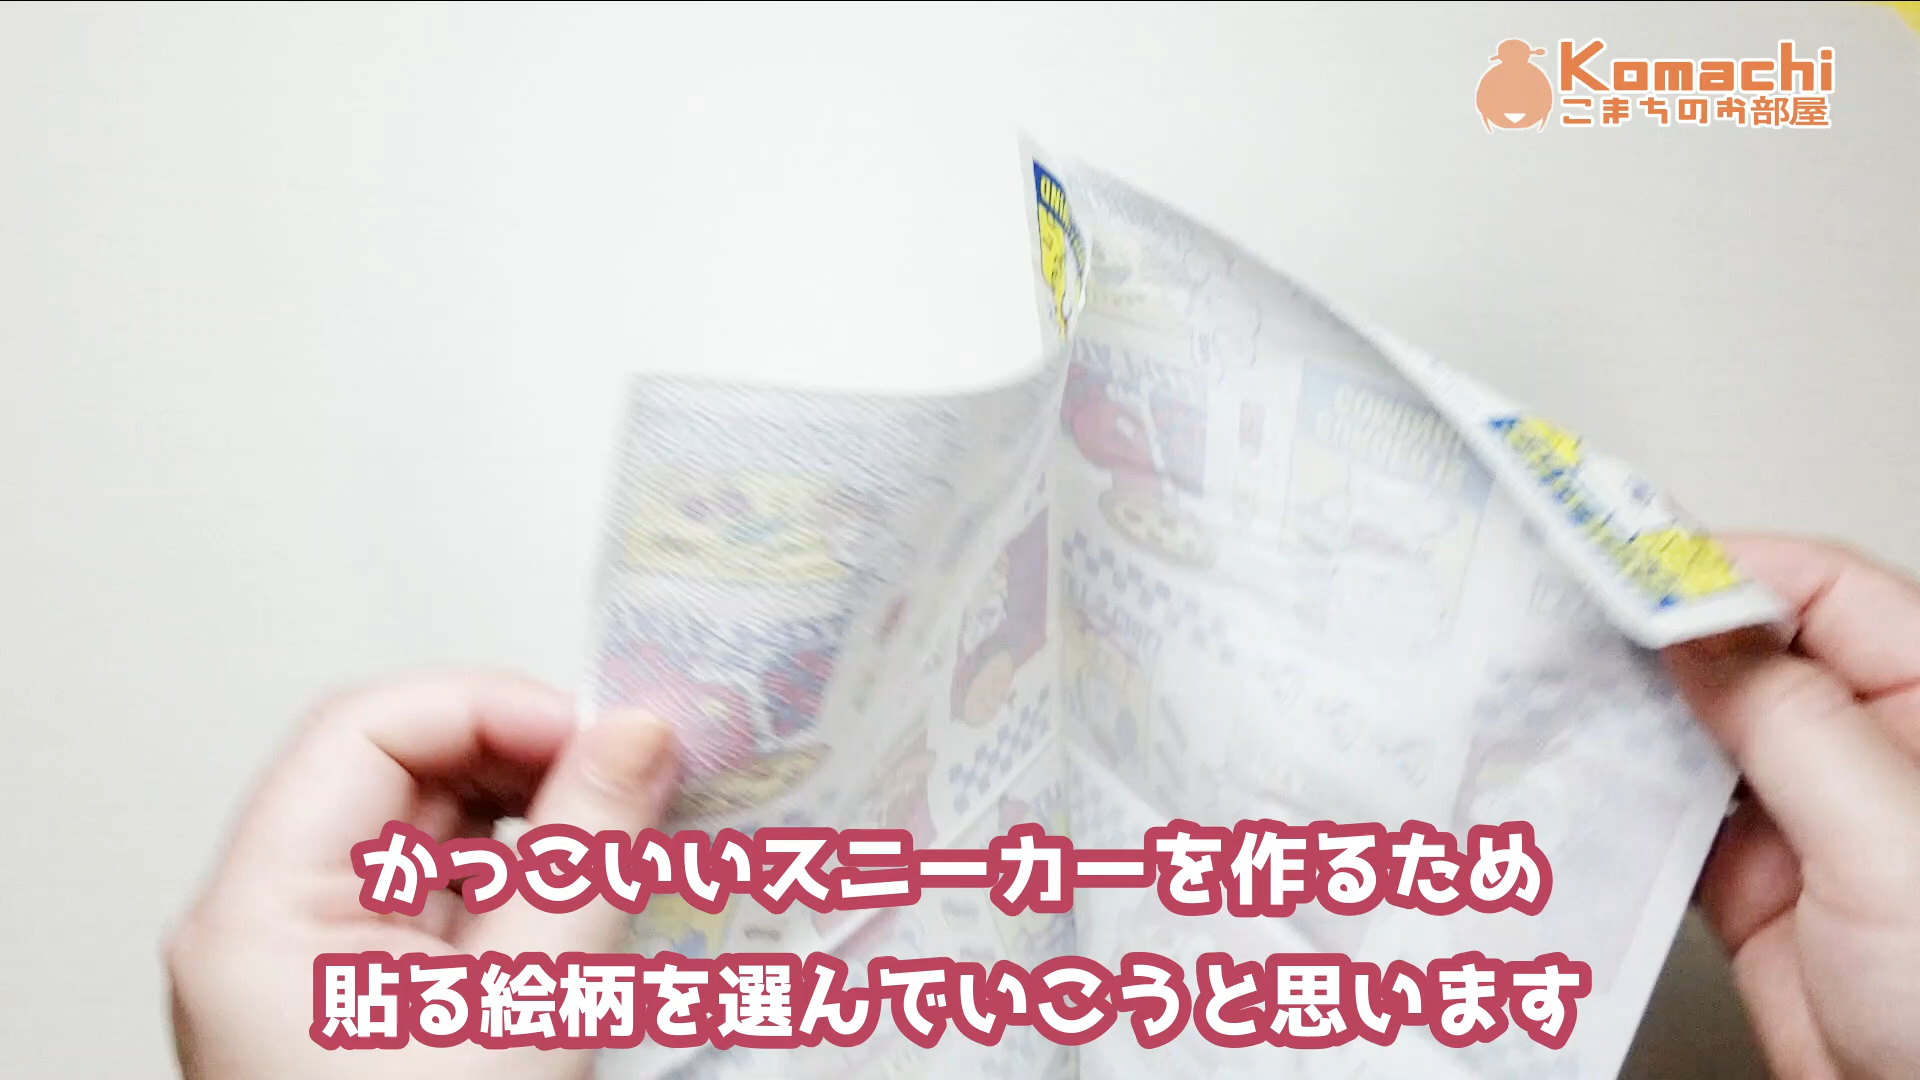 Komachi
こまちのお部屋
かっこいいスニーカーを作るため
貼る絵柄を選んでいこうと思います